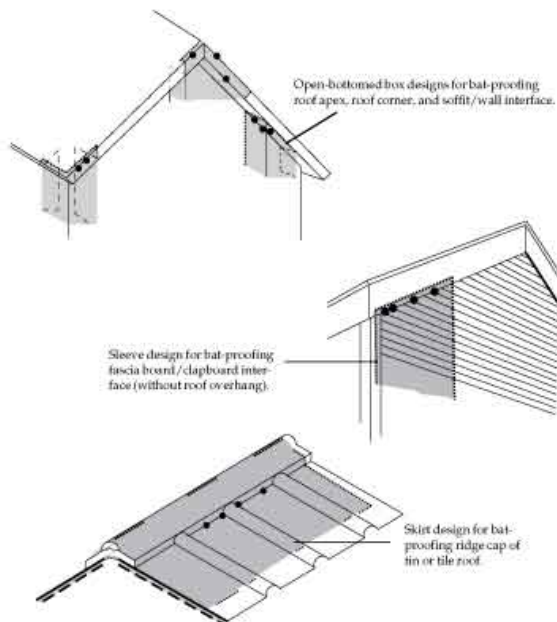 Open-bottomed box designs for bat-proofing
roof apex, roof corner, and soffit/wall interface.
Sleeve design for bat-proofing
fascia board/clapboard inter-
face (without roof overhang).
Skirt design for bat-
proofing ridge cap of
tin or tile roof.